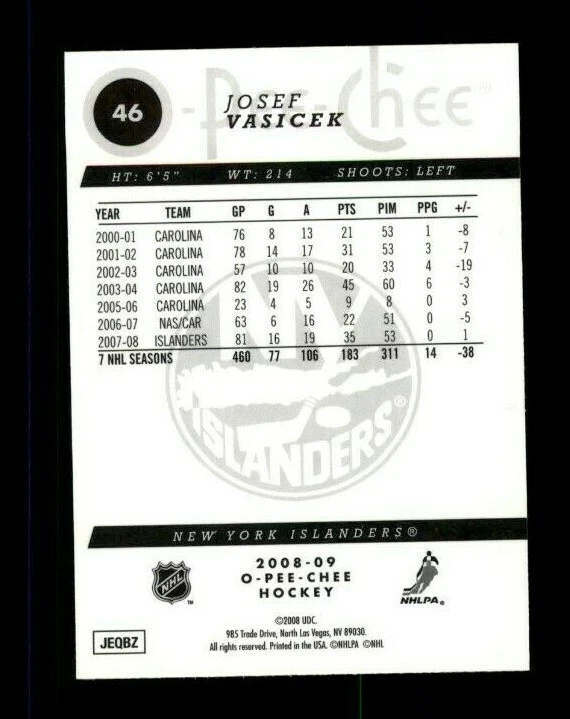 O-Pee-Chee
46
JOSEF
VASICEK
HT: 6'5" WT: 214 SHOOTS: LEFT
YEAR TEAM GP G A PTS PIM PPG +/-
2000-01 CAROLINA 76 8 13 21 53 1 -8
2001-02 CAROLINA 78 14 17 31 53 3 -7
2002-03 CAROLINA 57 10 10 20 33 4 -19
2003-04 CAROLINA 82 19 26 45 60 6 -3
2005-06 CAROLINA 23 4 5 9 8 0 3
2006-07 NAS/CAR 63 6 16 22 51 0 -5
2007-08 ISLANDERS 81 16 19 35 53 0 1
7 NHL SEASONS 460 77 106 183 311 14 -38
NY
ISLANDERS®
NEW YORK ISLANDERS®
2008-09
O-PEE-CHEE
HOCKEY
NHL ™
NHLPA®
©2008 UDC.
985 Trade Drive, North Las Vegas, NV 89030.
All rights reserved. Printed in the USA. ©NHLPA ©NHL
JEQBZ